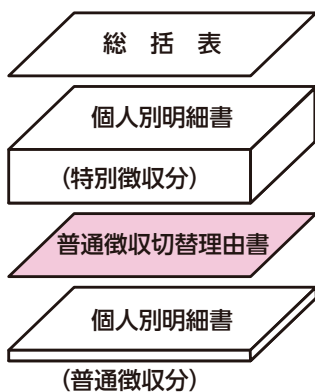 総括表
個人別明細書
（特別徴収分）
普通徴収切替理由書
個人別明細書
（普通徴収分）